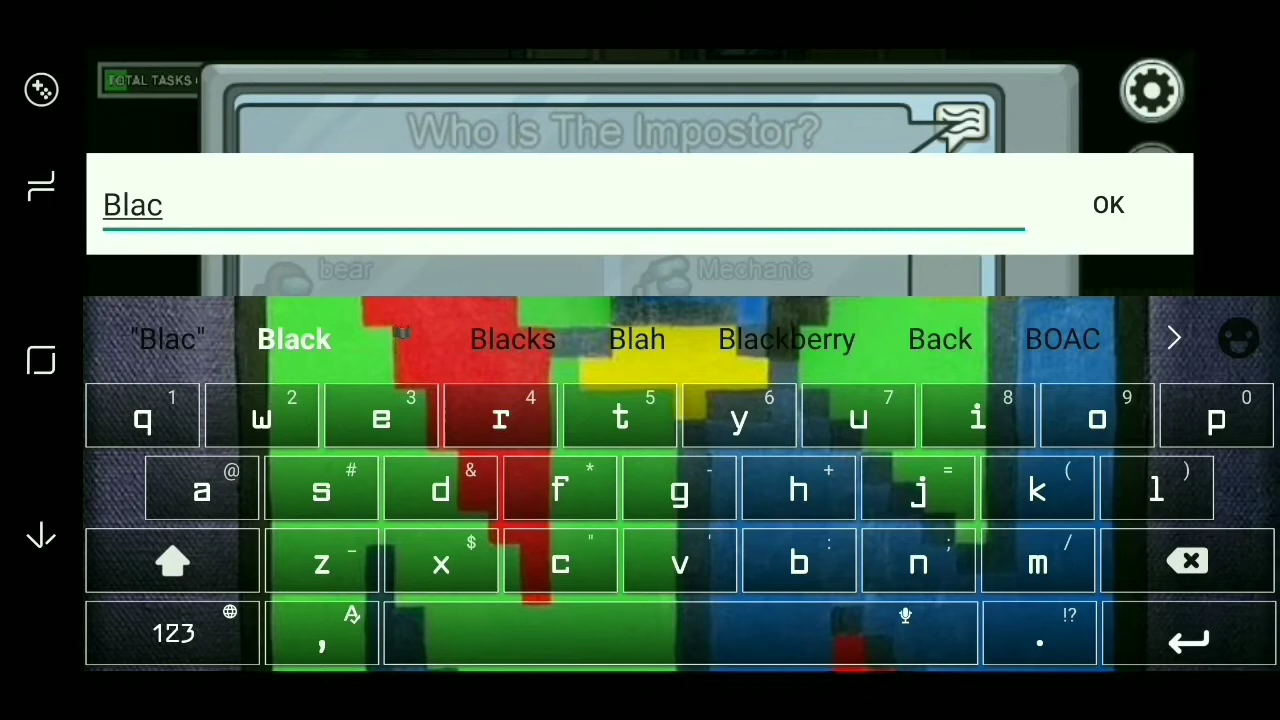 TOTAL TASKS
Who Is The Impostor?
Blac
OK
bear Mechanic
"Blac" Black Blacks Blah Blackberry Back BOAC
1 2 3 4 5 6 7 8 9 0
q w e r t y u i o p
@ # & * - + = ( )
a s d f g h j k l
_ $ " ' : ; /
z x c v b n m
!?
123 , .